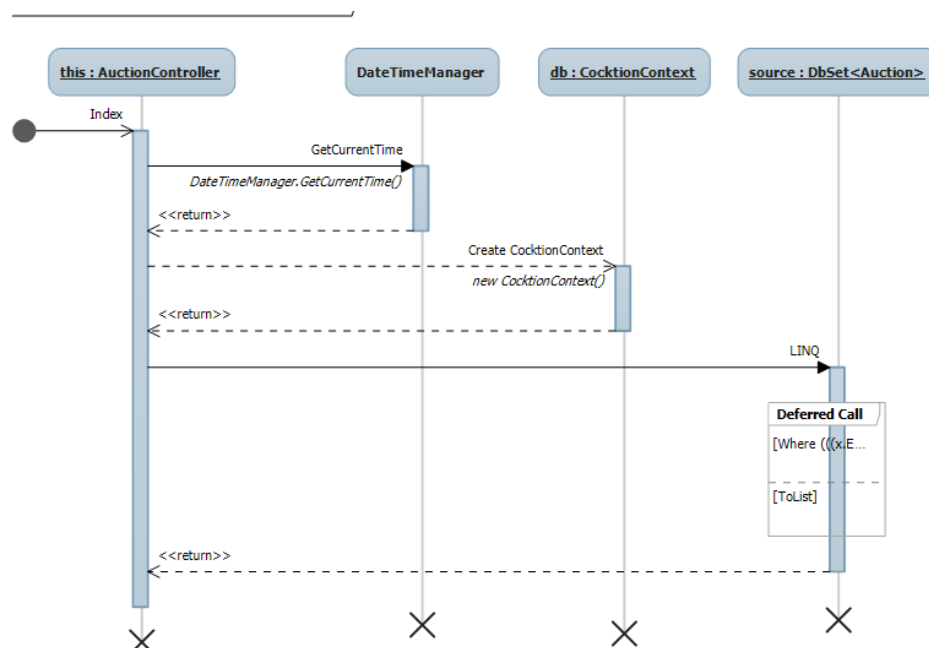 this : AuctionController
DateTimeManager
db : CocktionContext
source : DbSet<Auction>
Index
GetCurrentTime
DateTimeManager.GetCurrentTime()
<<return>>
Create CocktionContext
new CocktionContext()
<<return>>
LINQ
Deferred Call
[Where (((x.E...
[ToList]
<<return>>